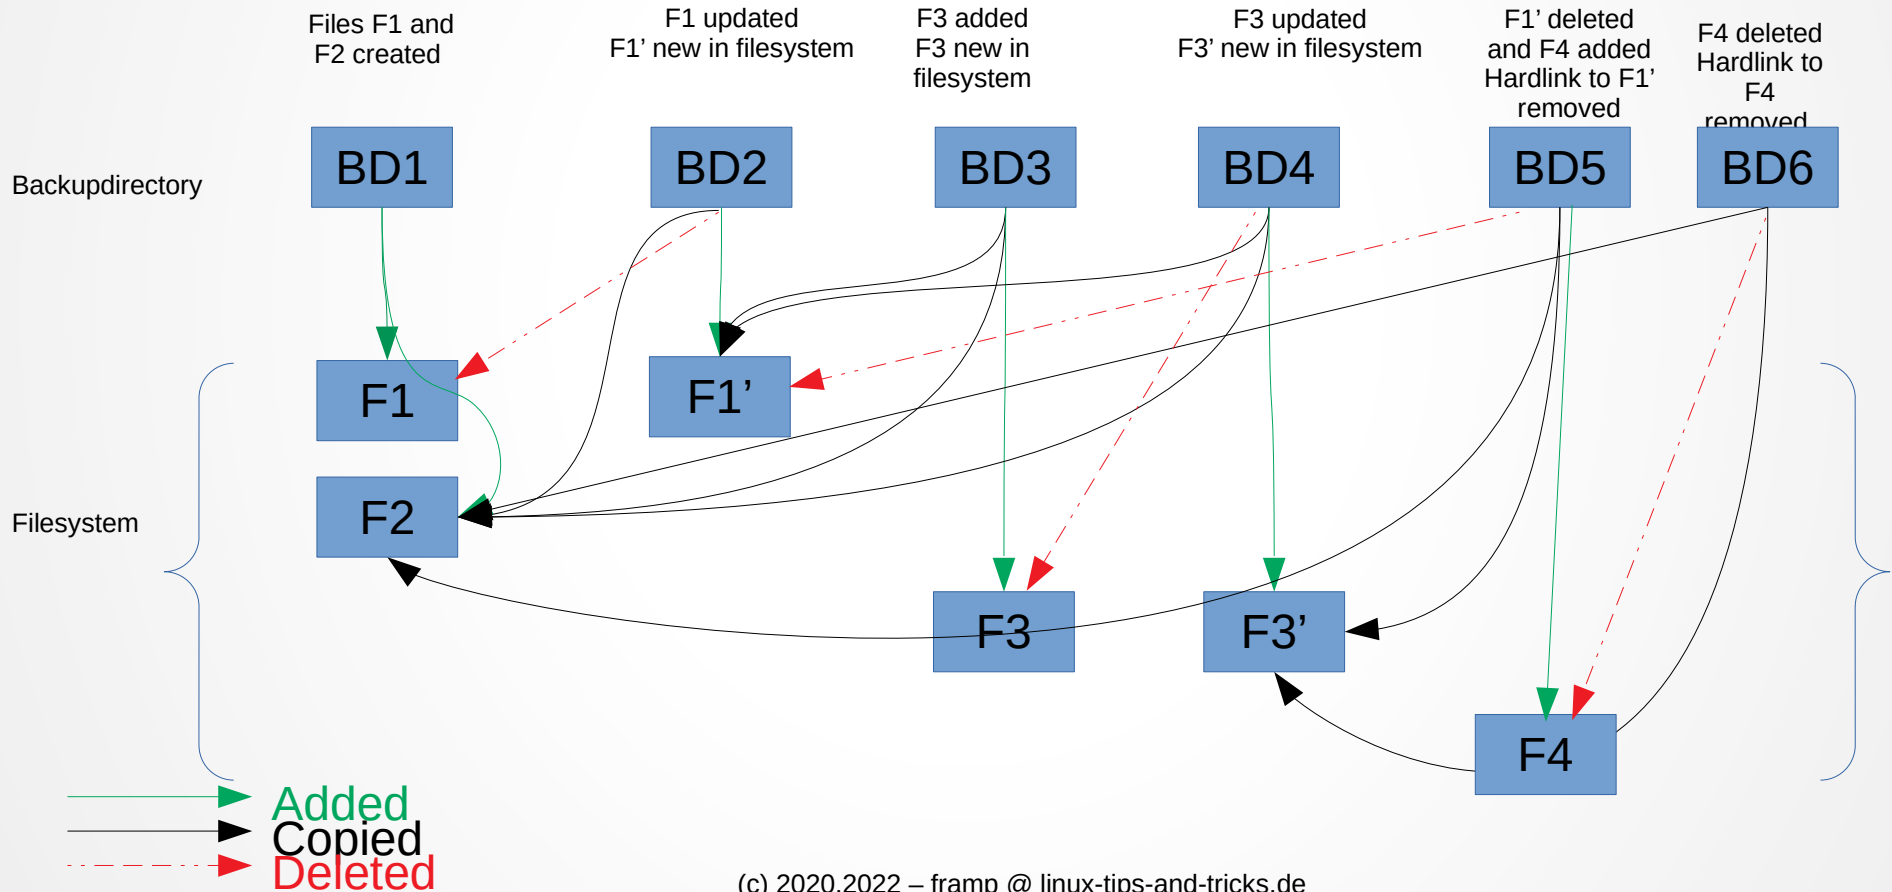 Files F1 and
F2 created
F1 updated
F1’ new in filesystem
F3 added
F3 new in
filesystem
F3 updated
F3’ new in filesystem
F1’ deleted
and F4 added
Hardlink to F1’
removed
F4 deleted
Hardlink to
F4
removed
Backupdirectory
BD1
BD2
BD3
BD4
BD5
BD6
F1
F1’
Filesystem
F2
F3
F3’
F4
Added
Copied
Deleted
(c) 2020,2022 – framp @ linux-tips-and-tricks.de